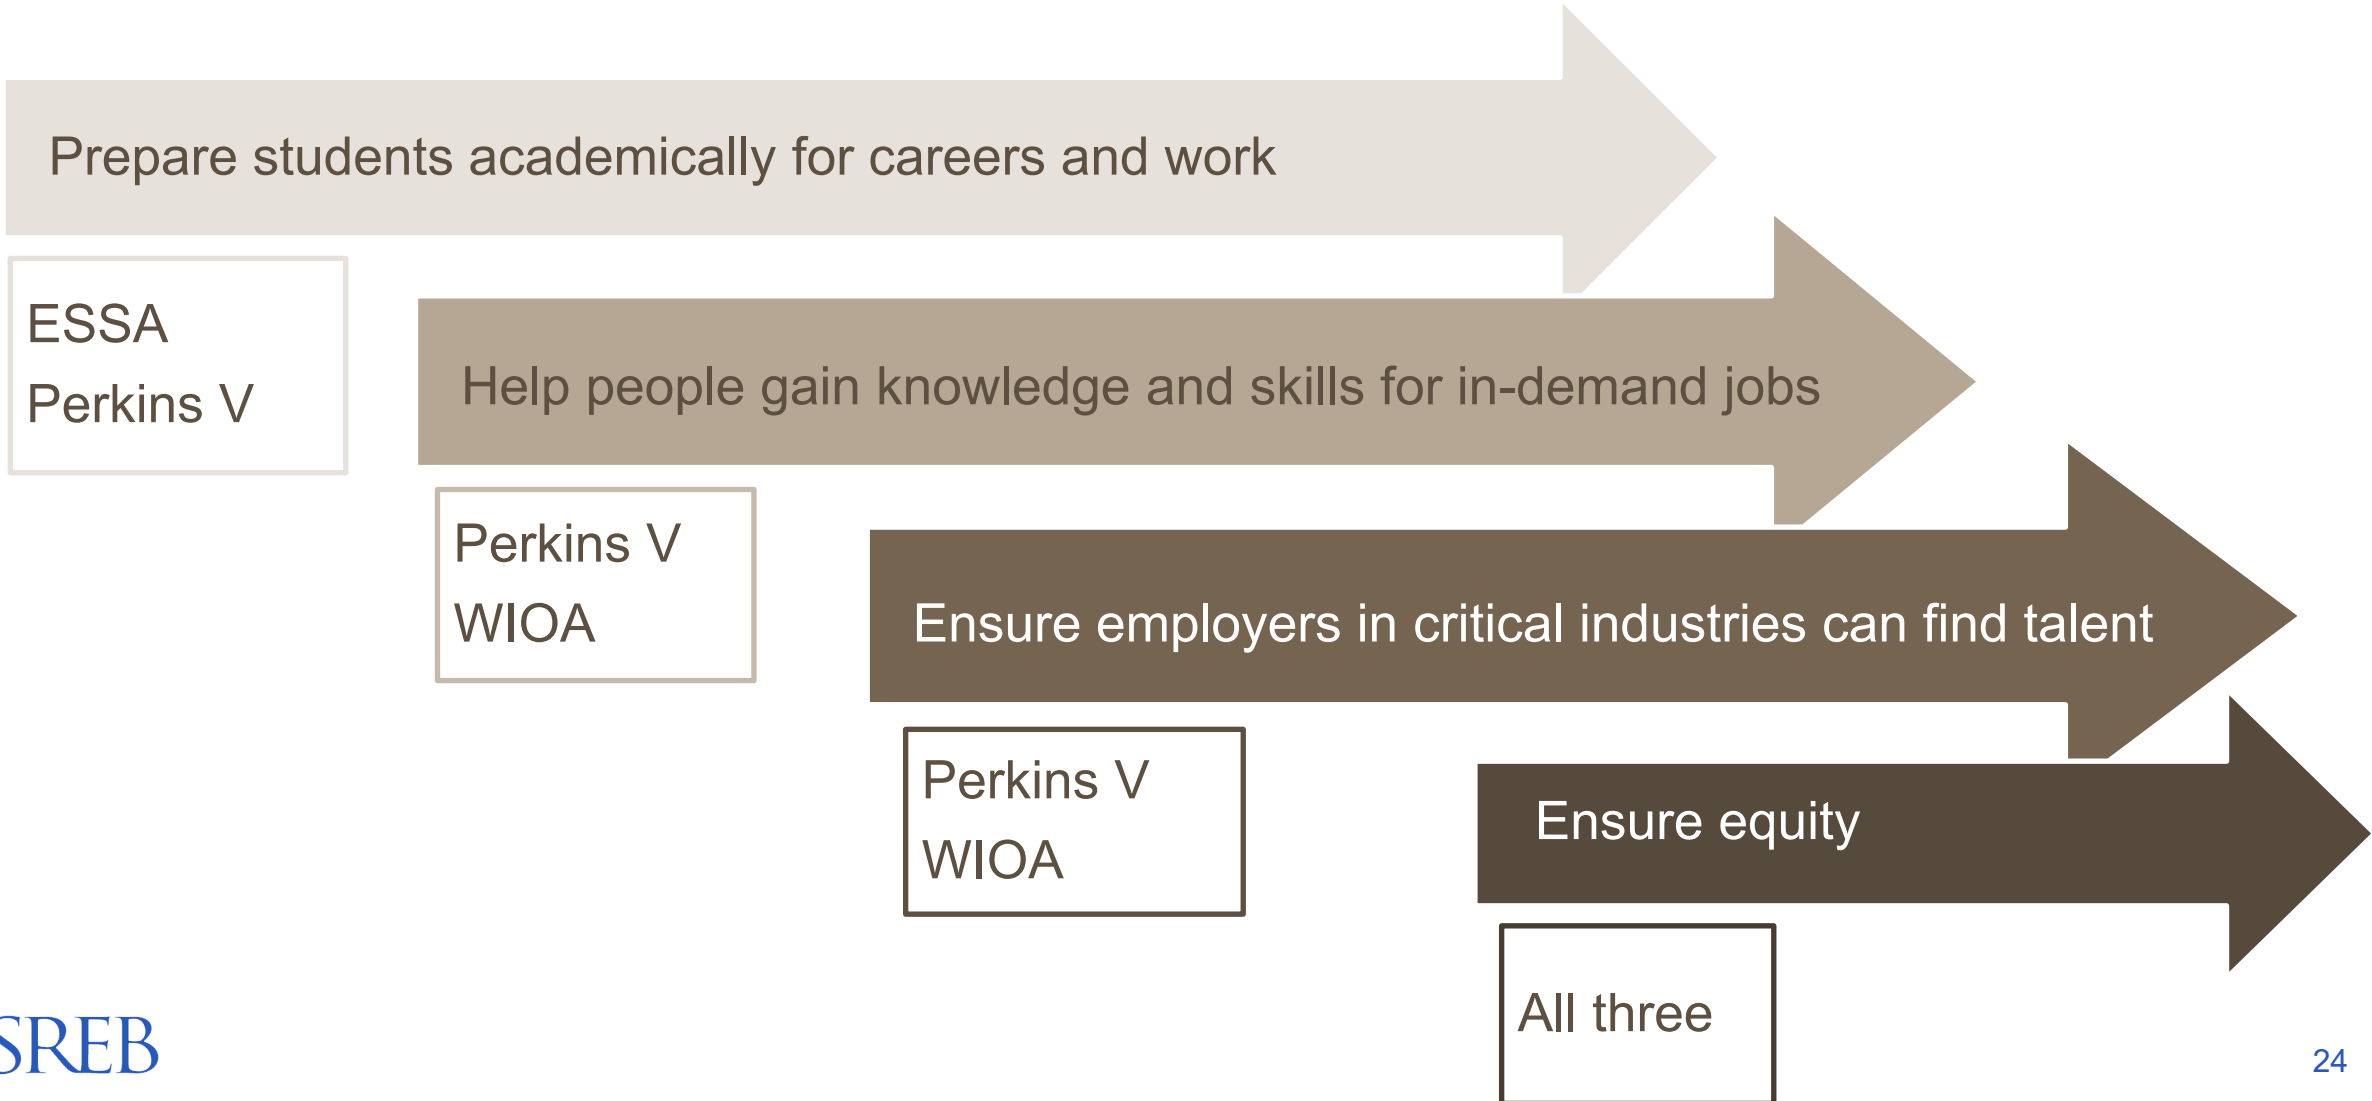 Prepare students academically for careers and work
ESSA
Perkins V
Help people gain knowledge and skills for in-demand jobs
Perkins V
WIOA
Ensure employers in critical industries can find talent
Perkins V
WIOA
Ensure equity
All three
SREB
24